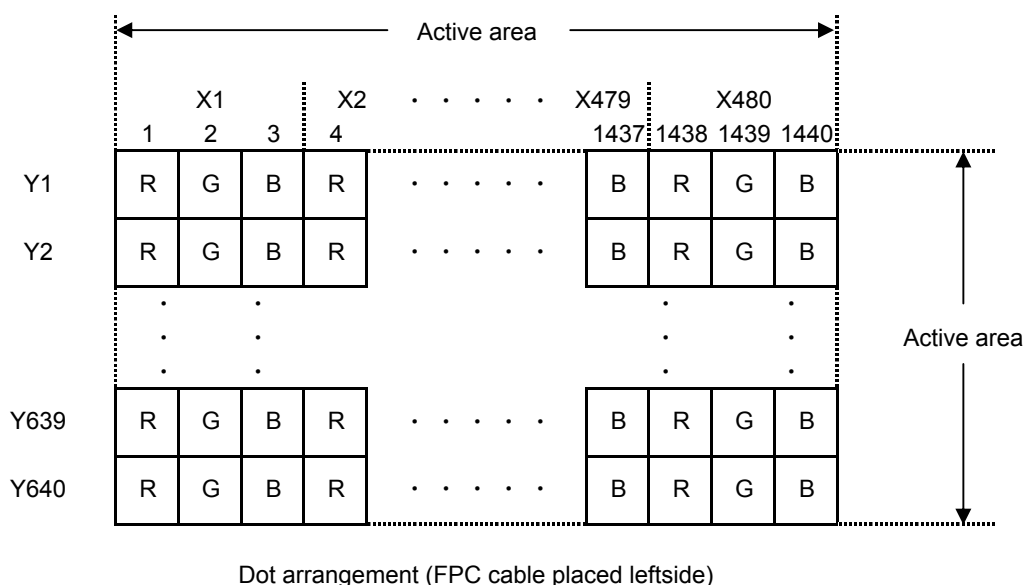 Active area
X1 X2 · · · · · X479 X480
1 2 3 4 1437 1438 1439 1440
Y1 R G B R · · · · · B R G B
Y2 R G B R · · · · · B R G B
Active area
Y639 R G B R · · · · · B R G B
Y640 R G B R · · · · · B R G B
Dot arrangement (FPC cable placed leftside)